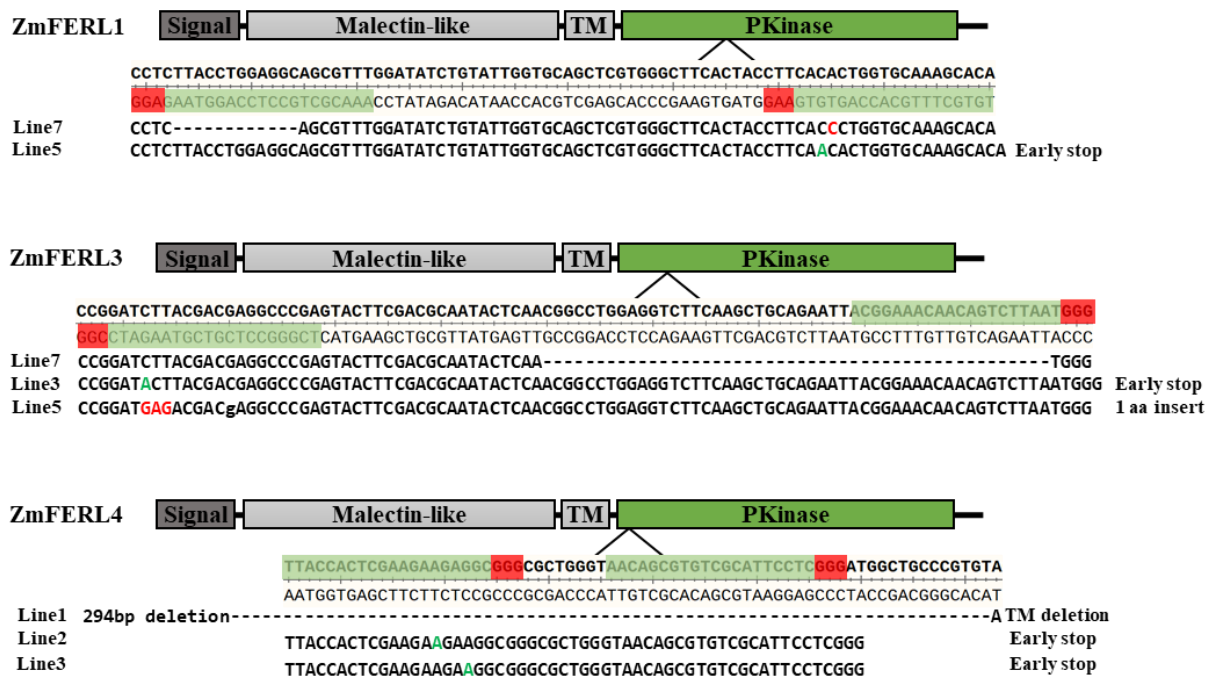 ZmFERL1 Signal Malectin-like TM PKinase
CCTCTTACCTGGAGGCAGCGTTTGGATATCTGTATTGGTGCAGCTCGTGGGCTTCACTACCTTCACACTGGTGCAAAGCACA
GGAGAATGGACCTCCGTCGCAAACCTATAGACATAACCACGTCGAGCACCCGAAGTGATGGAAGTGTGACCACGTTTCGTGT
Line7 CCTC------------AGCGTTTGGATATCTGTATTGGTGCAGCTCGTGGGCTTCACTACCTTCACCCTGGTGCAAAGCACA
Line5 CCTCTTACCTGGAGGCAGCGTTTGGATATCTGTATTGGTGCAGCTCGTGGGCTTCACTACCTTCAACACTGGTGCAAAGCACA Early stop
ZmFERL3 Signal Malectin-like TM PKinase
CCGGATCTTACGACGAGGCCCGAGTACTTCGACGCAATACTCAACGGCCTGGAGGTCTTCAAGCTGCAGAATTACGGAAACAACAGTCTTAATGGG
GGCCTAGAATGCTGCTCCGGGCTCATGAAGCTGCGTTATGAGTTGCCGGACCTCCAGAAGTTCGACGTCTTAATGCCTTTGTTGTCAGAATTACCC
Line7 CCGGATCTTACGACGAGGCCCGAGTACTTCGACGCAATACTCAA------------------------------------------------TGGG
Line3 CCGGATACTTACGACGAGGCCCGAGTACTTCGACGCAATACTCAACGGCCTGGAGGTCTTCAAGCTGCAGAATTACGGAAACAACAGTCTTAATGGG Early stop
Line5 CCGGATGAGACGACgAGGCCCGAGTACTTCGACGCAATACTCAACGGCCTGGAGGTCTTCAAGCTGCAGAATTACGGAAACAACAGTCTTAATGGG 1 aa insert
ZmFERL4 Signal Malectin-like TM PKinase
TTACCACTCGAAGAAGAGGCGGGCGCTGGGTAACAGCGTGTCGCATTCCTCGGGATGGCTGCCCGTGTA
AATGGTGAGCTTCTTCTCCGCCCGCGACCCATTGTCGCACAGCGTAAGGAGCCCTACCGACGGGCACAT
Line1 294bp deletion--------------------------------------------------------------------------A TM deletion
Line2 TTACCACTCGAAGAAGAAGGCGGGCGCTGGGTAACAGCGTGTCGCATTCCTCGGG Early stop
Line3 TTACCACTCGAAGAAGAAGGCGGGCGCTGGGTAACAGCGTGTCGCATTCCTCGGG Early stop